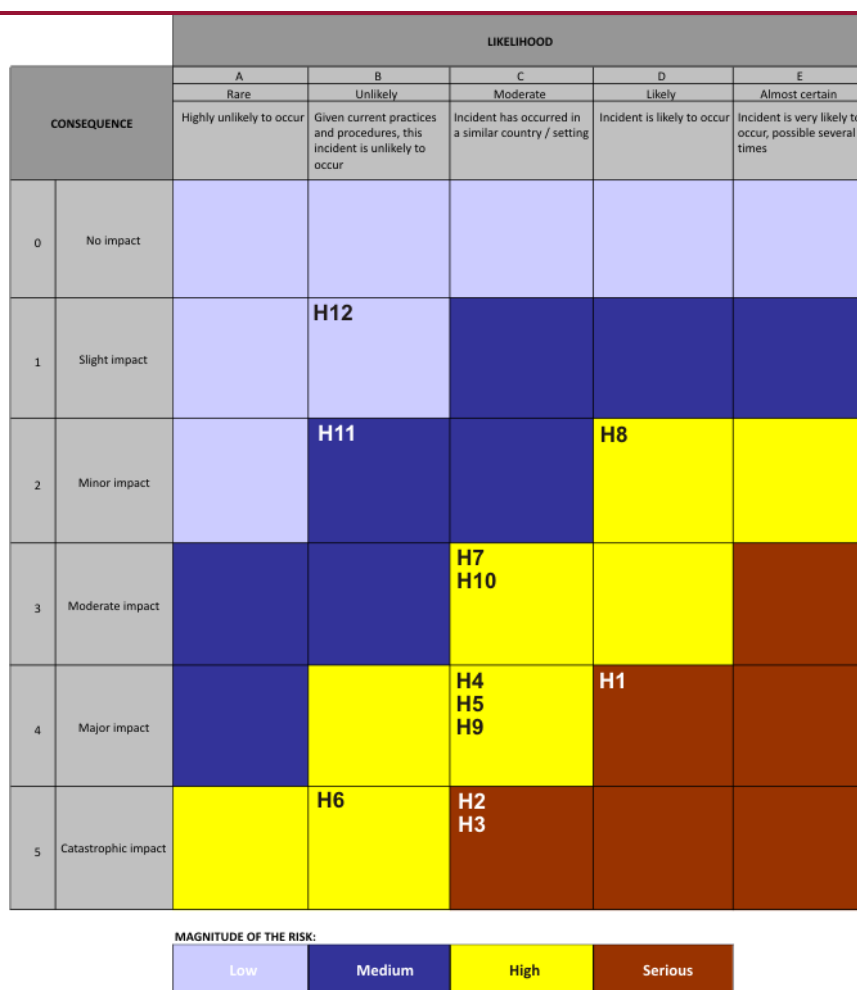 LIKELIHOOD
A
B
C
D
E
Rare
Unlikely
Moderate
Likely
Almost certain
CONSEQUENCE
Highly unlikely to occur
Given current practices
and procedures, this
incident is unlikely to
occur
Incident has occurred in
a similar country / setting
Incident is likely to occur
Incident is very likely to
occur, possible several
times
0
No impact
1
Slight impact
H12
2
Minor impact
H11
H8
3
Moderate impact
H7
H10
4
Major impact
H4
H5
H9
H1
5
Catastrophic impact
H6
H2
H3
MAGNITUDE OF THE RISK:
Low
Medium
High
Serious